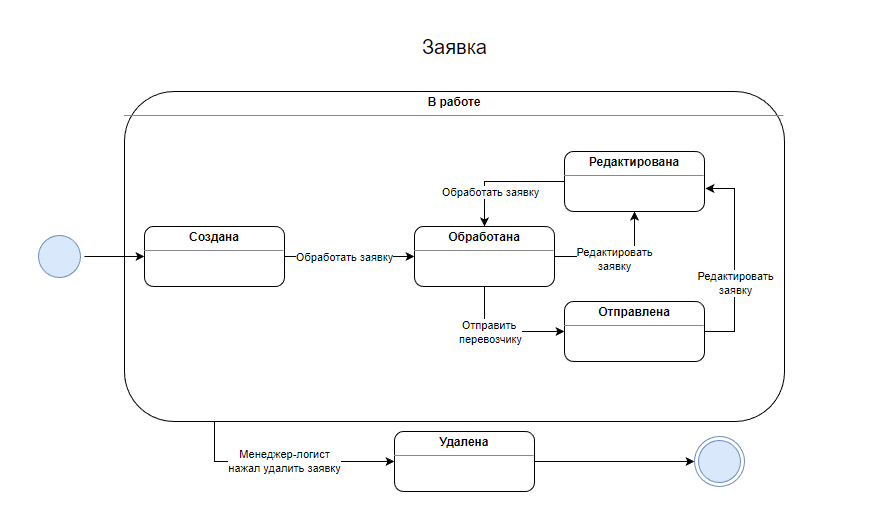 Заявка
В работе
Редактирована
Обработать заявку
Создана
Обработана
Обработать заявку
Редактировать
заявку
Редактировать
заявку
Отправлена
Отправить
перевозчику
Удалена
Менеджер-логист
нажал удалить заявку